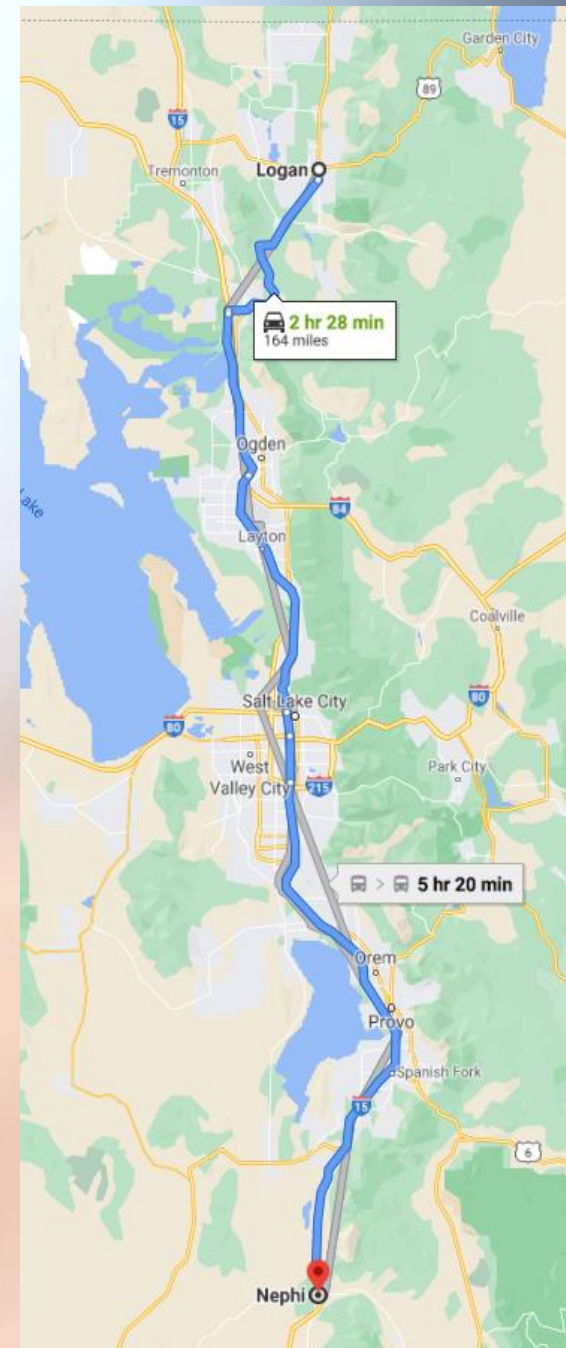 Garden City
89
15
Tremonton
Logan
2 hr 28 min
164 miles
Ogden
84
Lake
Layton
Coalville
80
Salt Lake City
80
West
Valley City
Park City
215
> 5 hr 20 min
Orem
Provo
Spanish Fork
15
6
Nephi